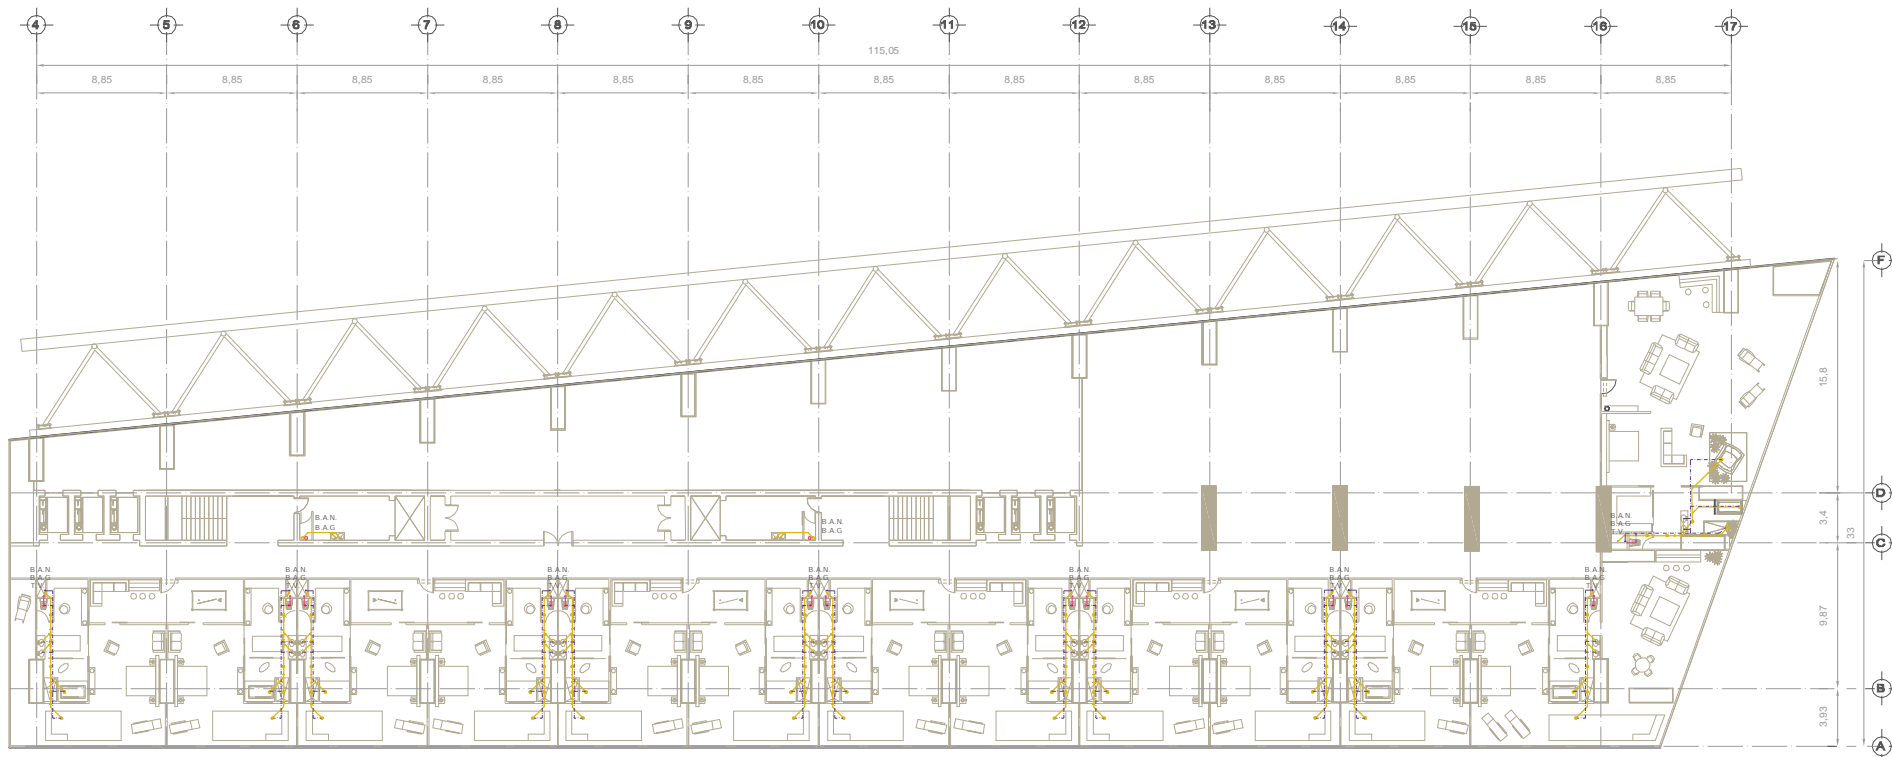 4 5 6 7 8 9 10 11 12 13 14 15 16 17
115,05
8,85 8,85 8,85 8,85 8,85 8,85 8,85 8,85 8,85 8,85 8,85 8,85 8,85
F
15,8
D
3,4
33
C
9,87
B
3,93
A
B.A.N.
B.A.G
B.A.N.
B.A.G
B.A.N.
B.A.G
T.V.
B.A.N.
B.A.G
T.V.
B.A.N.
B.A.G
T.V.
B.A.N.
B.A.G
T.V.
B.A.N.
B.A.G
T.V.
B.A.N.
B.A.G
T.V.
B.A.N.
B.A.G
T.V.
B.A.N.
B.A.G
T.V.